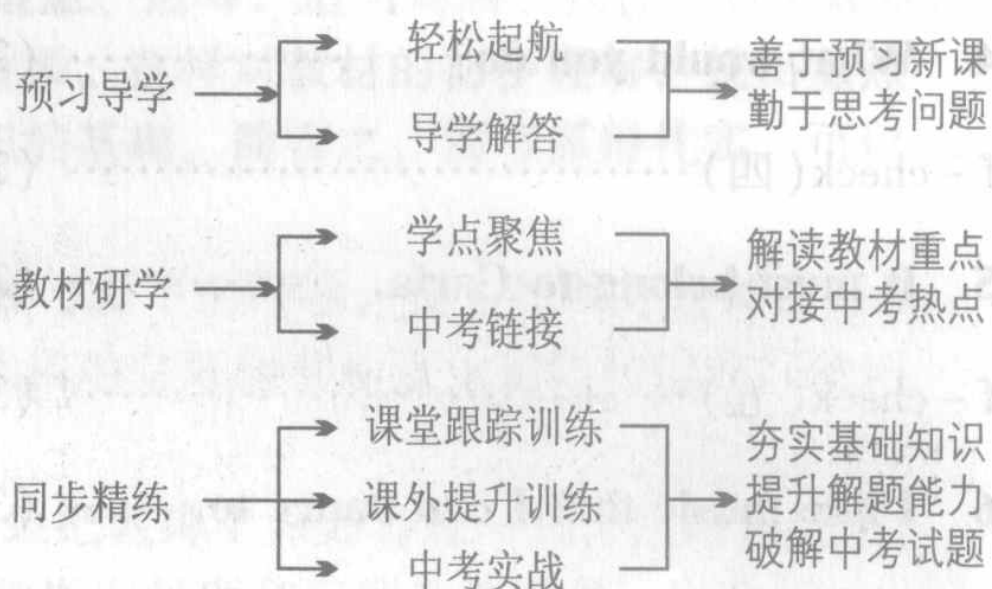 轻松起航
预习导学
导学解答
善于预习新课
勤于思考问题
学点聚焦
教材研学
中考链接
解读教材重点
对接中考热点
课堂跟踪训练
同步精练
课外提升训练
中考实战
夯实基础知识
提升解题能力
破解中考试题